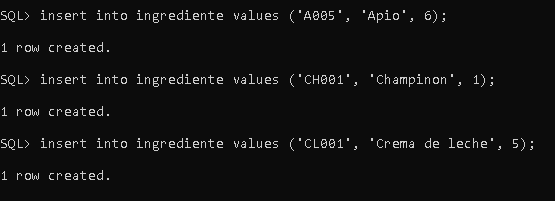 SQL> insert into ingrediente values ('A005', 'Apio', 6);
1 row created.
SQL> insert into ingrediente values ('CH001', 'Champinon', 1);
1 row created.
SQL> insert into ingrediente values ('CL001', 'Crema de leche', 5);
1 row created.